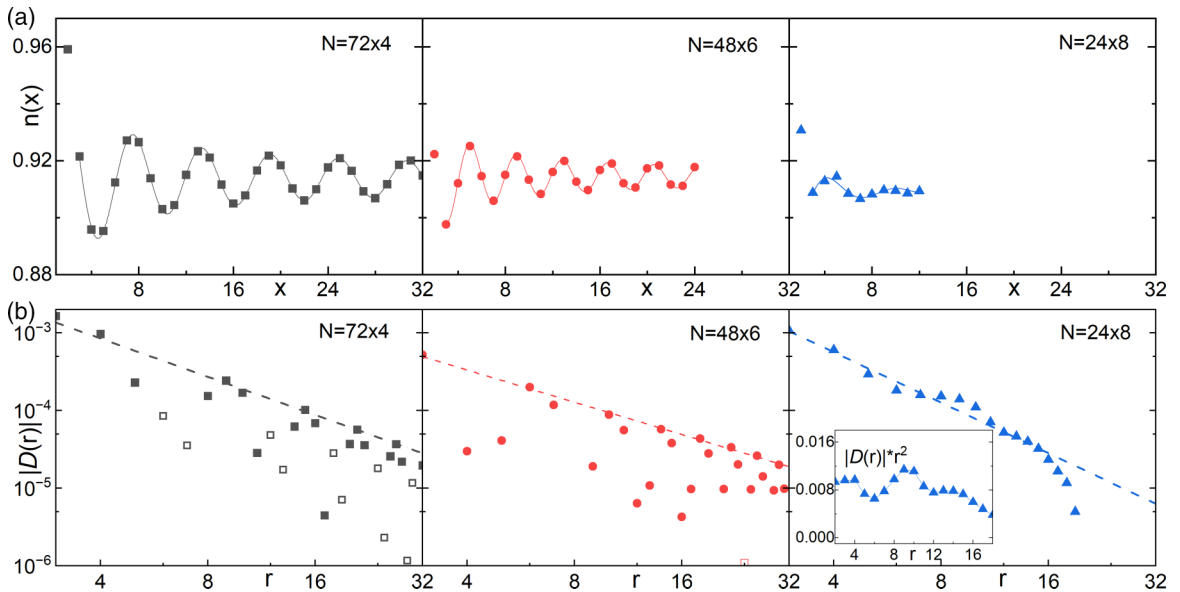 (a)
0.96
0.92
0.88
n(x)
N=72x4
N=48x6
N=24x8
8 16 x 24 32
8 16 x 24 32
8 16 x 24 32
(b)
10⁻³
10⁻⁴
10⁻⁵
10⁻⁶
|D(r)|
N=72x4
N=48x6
N=24x8
0.016
0.008
0.000
|D(r)|*r²
4 8 r 12 16
4 8 r 16 32
4 8 r 16 32
4 8 r 16 32